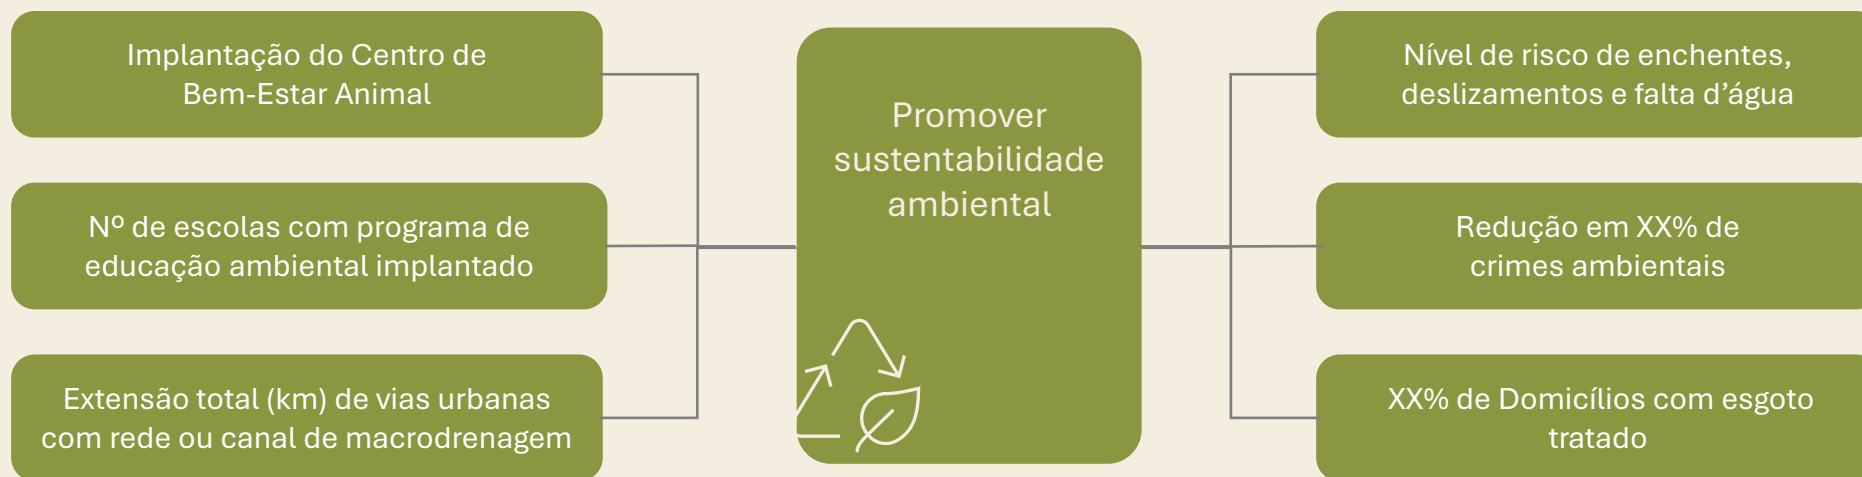 Implantação do Centro de
Bem-Estar Animal
Nº de escolas com programa de
educação ambiental implantado
Extensão total (km) de vias urbanas
com rede ou canal de macrodrenagem
Promover
sustentabilidade
ambiental
Nível de risco de enchentes,
deslizamentos e falta d’água
Redução em XX% de
crimes ambientais
XX% de Domicílios com esgoto
tratado